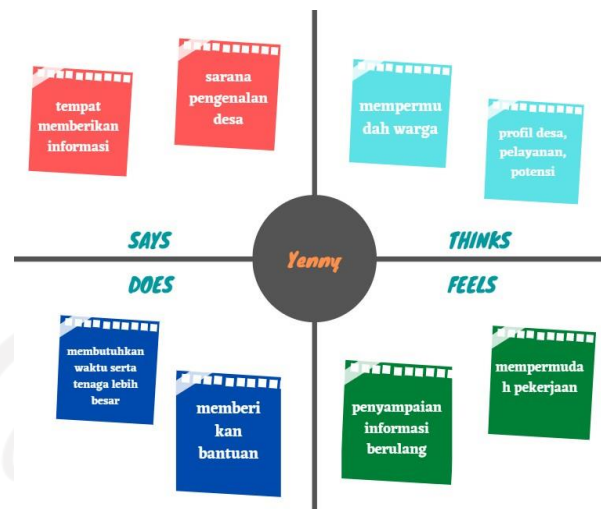 tempat
memberikan
informasi
sarana
pengenalan
desa
mempermu
dah warga
profil desa,
pelayanan,
potensi
SAYS
THINKS
Yenny
DOES
FEELS
membutuhkan
waktu serta
tenaga lebih
besar
memberi
kan
bantuan
penyampaian
informasi
berulang
mempermuda
h pekerjaan